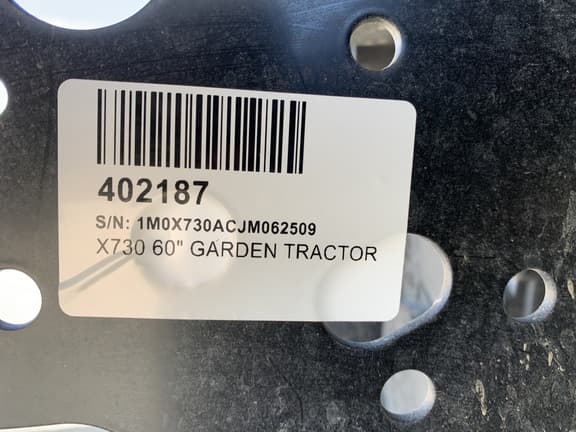 402187
S/N: 1M0X730ACJM062509
X730 60" GARDEN TRACTOR